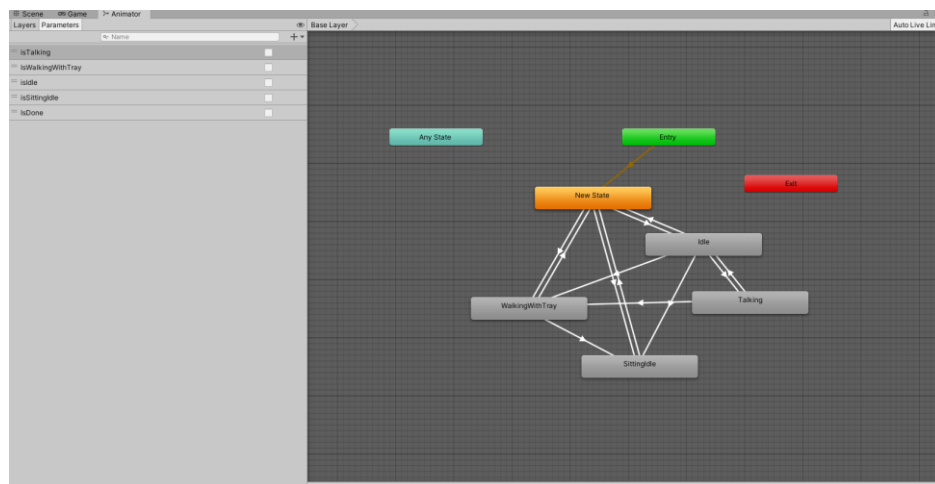 Scene Game Animator
Layers Parameters Base Layer Auto Live Lin
Name
isTalking
IsWalkingWithTray
isIdle
isSittingIdle
IsDone
Any State Entry
Exit
New State
Idle
WalkingWithTray Talking
SittingIdle